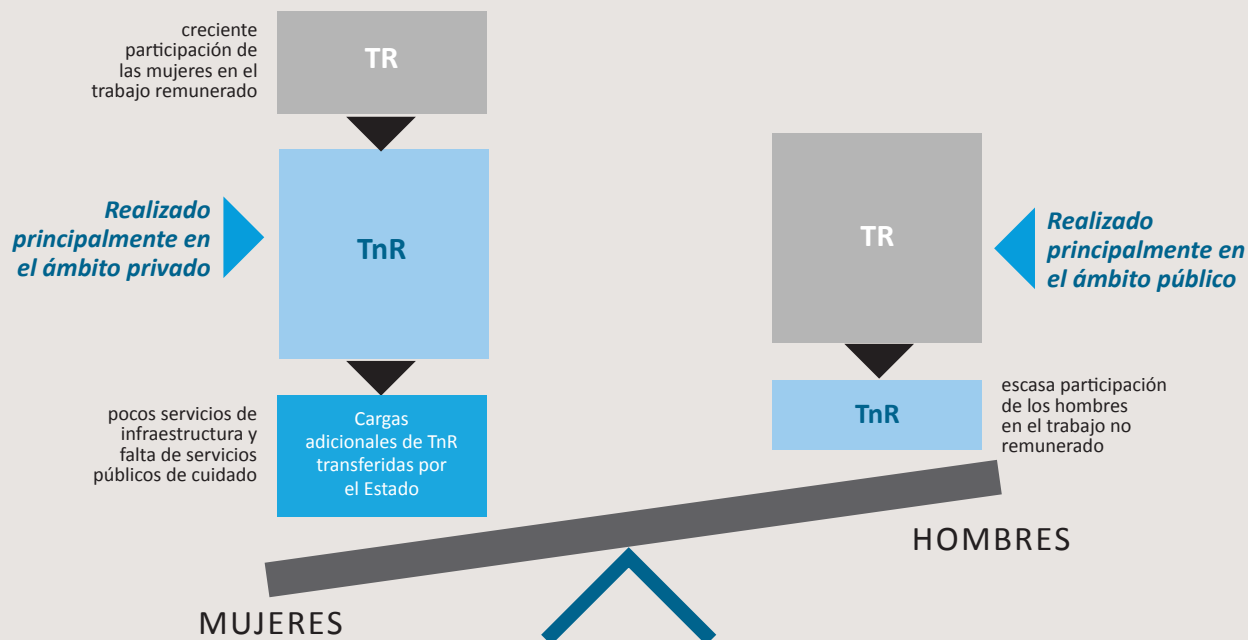 creciente
participación de
las mujeres en el
trabajo remunerado
TR
Realizado
principalmente en
el ámbito privado
TnR
pocos servicios de
infraestructura y
falta de servicios
públicos de cuidado
Cargas
adicionales de TnR
transferidas por
el Estado
MUJERES
TR
Realizado
principalmente en
el ámbito público
TnR
escasa participación
de los hombres
en el trabajo no
remunerado
HOMBRES